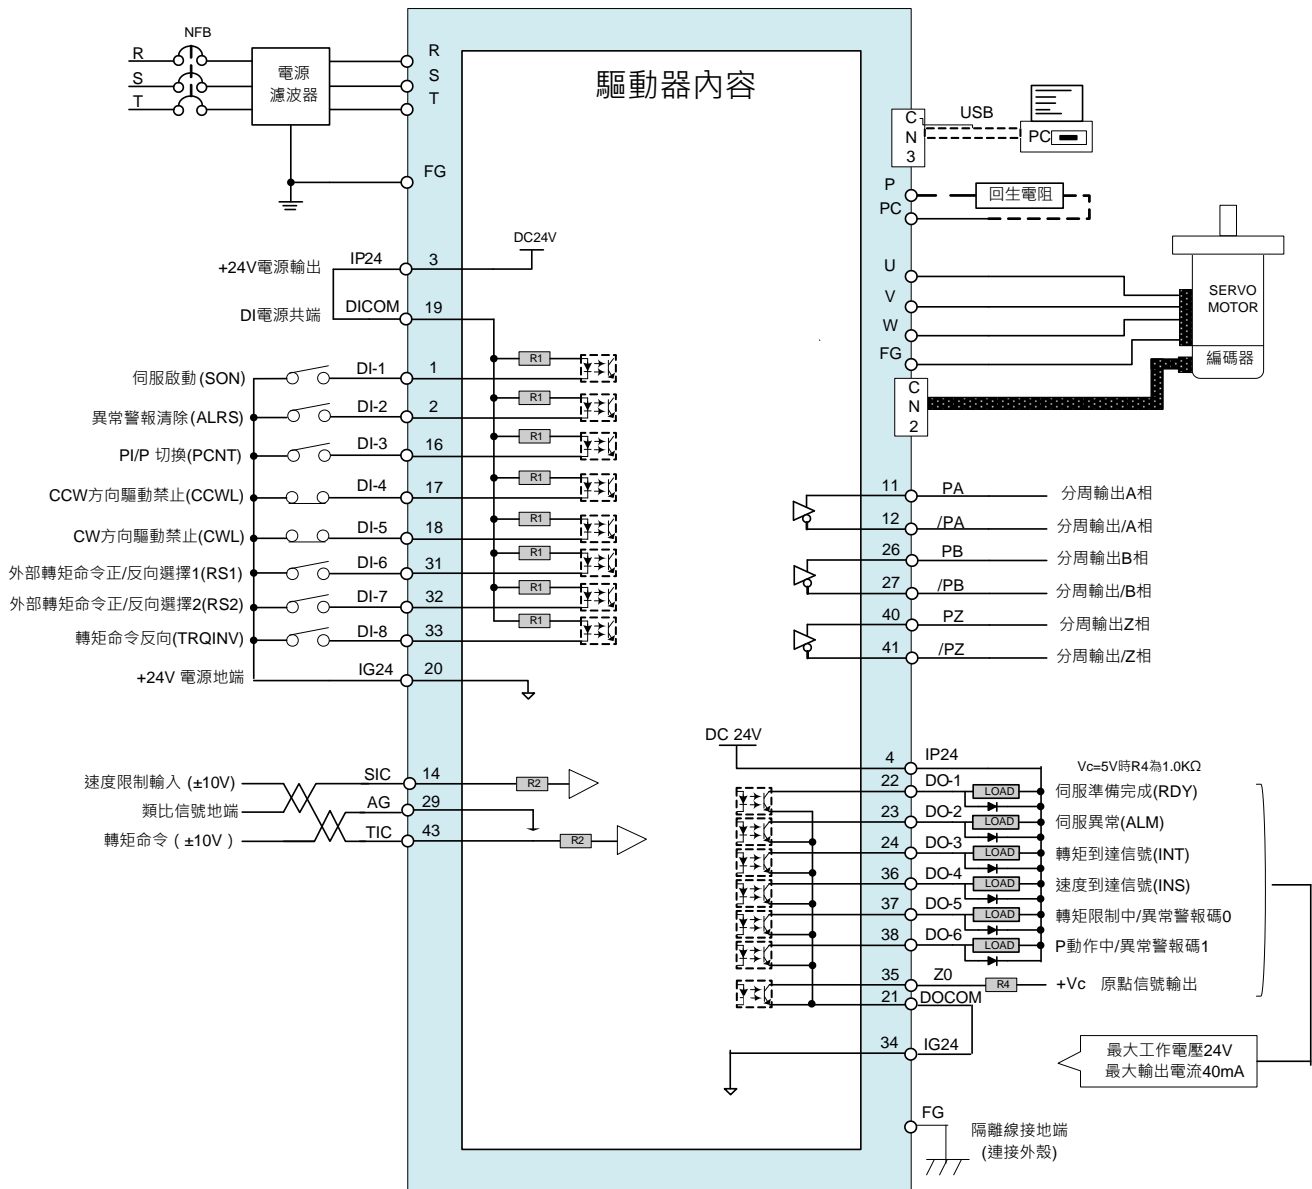 NFB
R
S
T
電源
濾波器
R
S
T
FG
驅動器內容
C
N
3
USB
PC
P
PC
回生電阻
U
V
W
FG
SERVO
MOTOR
編碼器
C
N
2
DC24V
+24V電源輸出 IP24 3
DI電源共端 DICOM 19
R1
伺服啟動(SON) DI-1 1
R1
異常警報清除(ALRS) DI-2 2
R1
PI/P 切換(PCNT) DI-3 16
R1
CCW方向驅動禁止(CCWL) DI-4 17
R1
CW方向驅動禁止(CWL) DI-5 18
R1
外部轉矩命令正/反向選擇1(RS1) DI-6 31
R1
外部轉矩命令正/反向選擇2(RS2) DI-7 32
R1
轉矩命令反向(TRQINV) DI-8 33
+24V 電源地端 IG24 20
11 PA 分周輸出A相
12 /PA 分周輸出/A相
26 PB 分周輸出B相
27 /PB 分周輸出/B相
40 PZ 分周輸出Z相
41 /PZ 分周輸出/Z相
速度限制輸入 (±10V) SIC 14 R2
類比信號地端 AG 29
轉矩命令 ( ±10V ) TIC 43 R2
DC 24V
4 IP24
Vc=5V時R4為1.0KΩ
22 DO-1 LOAD 伺服準備完成(RDY)
23 DO-2 LOAD 伺服異常(ALM)
24 DO-3 LOAD 轉矩到達信號(INT)
36 DO-4 LOAD 速度到達信號(INS)
37 DO-5 LOAD 轉矩限制中/異常警報碼0
38 DO-6 LOAD P動作中/異常警報碼1
35 Z0 R4 +Vc 原點信號輸出
21 DOCOM
34 IG24
最大工作電壓24V
最大輸出電流40mA
FG
隔離線接地端
(連接外殼)